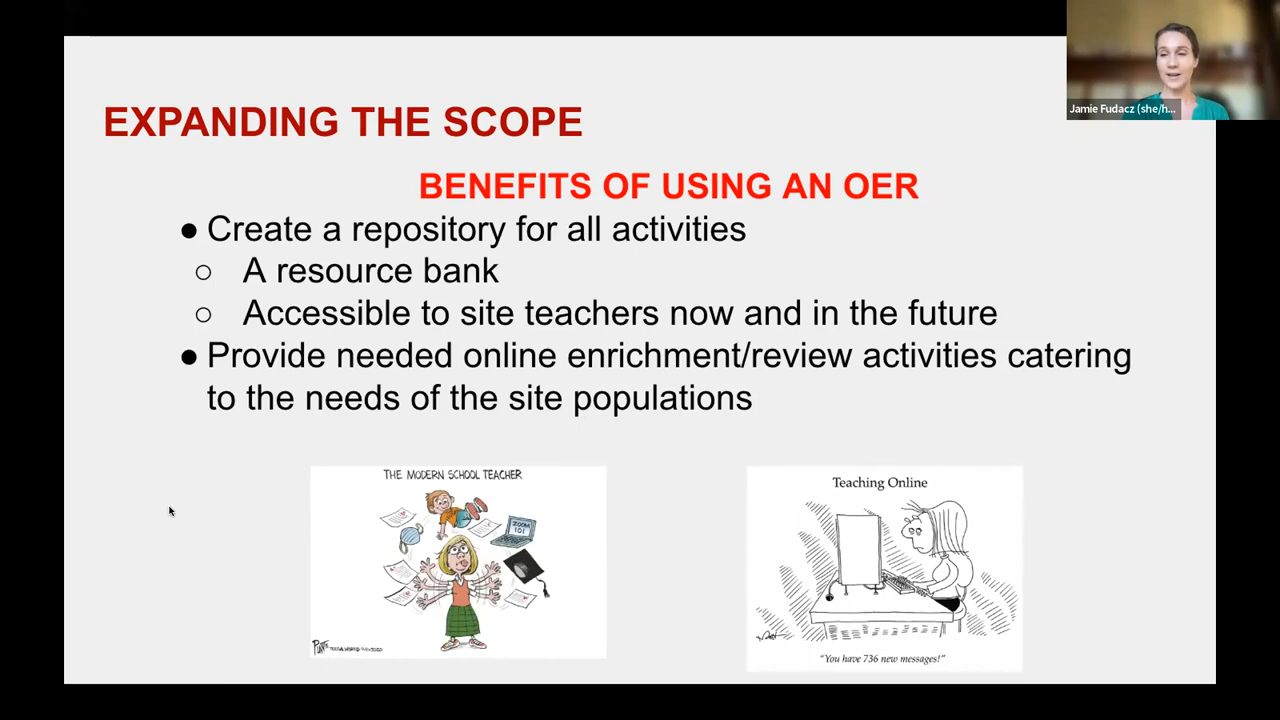 Jamie Fudacz (she/h...
EXPANDING THE SCOPE
BENEFITS OF USING AN OER
● Create a repository for all activities
○ A resource bank
○ Accessible to site teachers now and in the future
● Provide needed online enrichment/review activities catering
to the needs of the site populations
THE MODERN SCHOOL TEACHER
ZOOM
101
Teaching Online
"You have 736 new messages!"